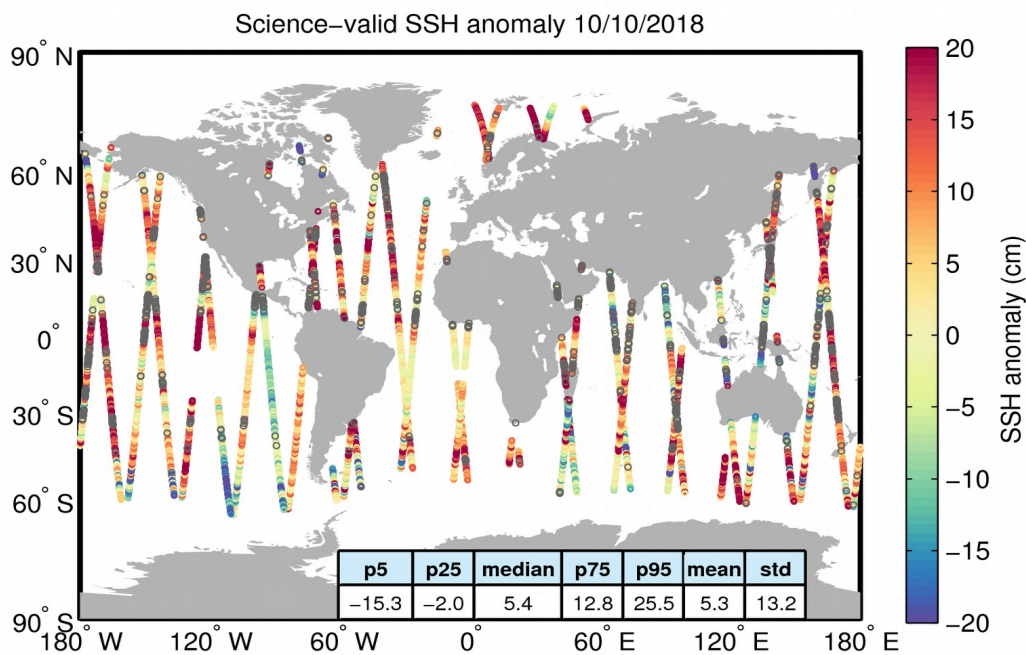 Science−valid SSH anomaly 10/10/2018
90° N
60° N
30° N
0°
30° S
60° S
90° S
180° W
120° W
60° W
0°
60° E
120° E
180° E
p5 p25 median p75 p95 mean std
−15.3 −2.0 5.4 12.8 25.5 5.3 13.2
20
15
10
5
0
−5
−10
−15
−20
SSH anomaly (cm)